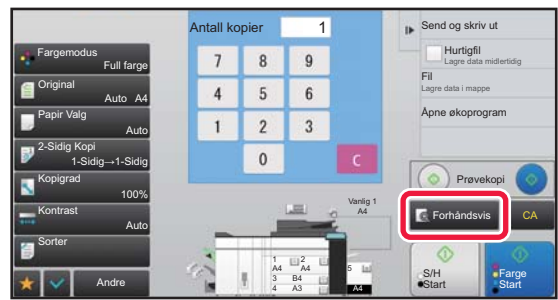 Antall kopier 1
Fargemodus
Full farge
Original
Auto A4
Papir Valg
Auto
2-Sidig Kopi
1-Sidig→1-Sidig
Kopigrad
100%
Kontrast
Auto
Sorter
Andre
7 8 9
4 5 6
1 2 3
0 C
Vanlig 1
A4
1 A4
2 A4
3 B4
4 A3
5 A4
Send og skriv ut
Hurtigfil
Lagre data midlertidig
Fil
Lagre data i mappe
Åpne økoprogram
Prøvekopi
Forhåndsvis
CA
S/H
Start
Farge
Start